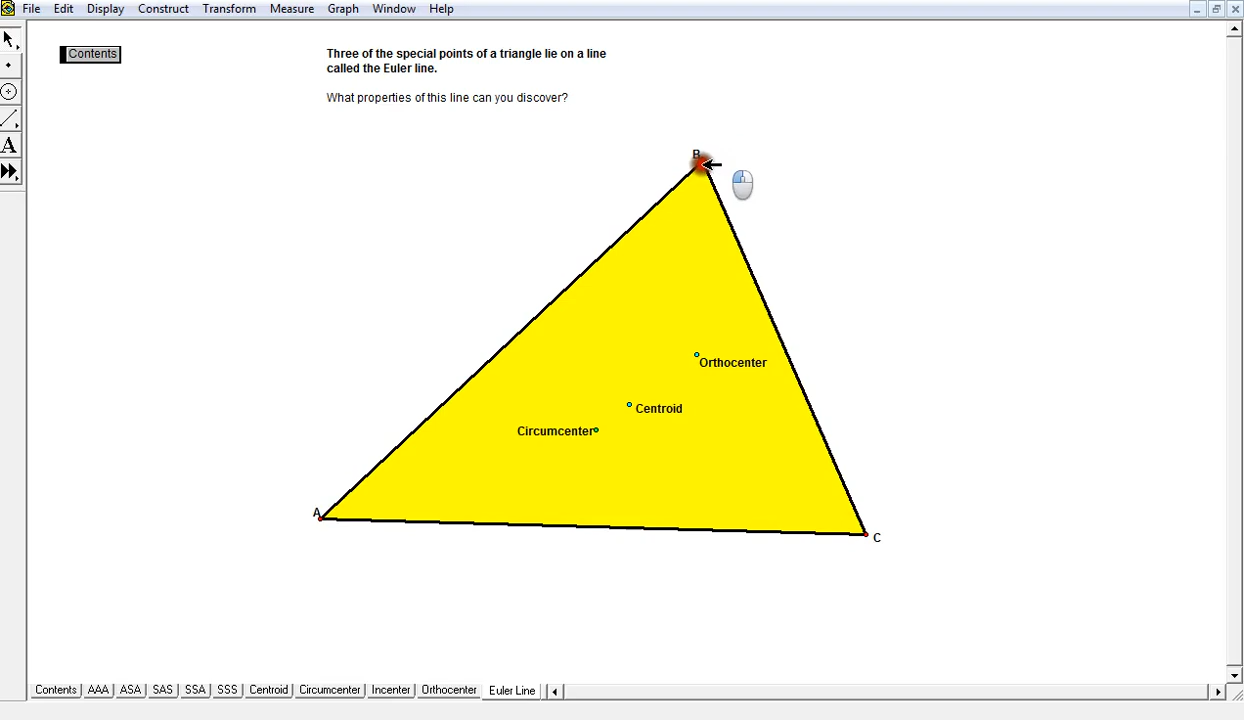 File Edit Display Construct Transform Measure Graph Window Help
Contents
Three of the special points of a triangle lie on a line
called the Euler line.
What properties of this line can you discover?
B
Orthocenter
Centroid
Circumcenter
A
C
A
Contents AAA ASA SAS SSA SSS Centroid Circumcenter Incenter Orthocenter Euler Line